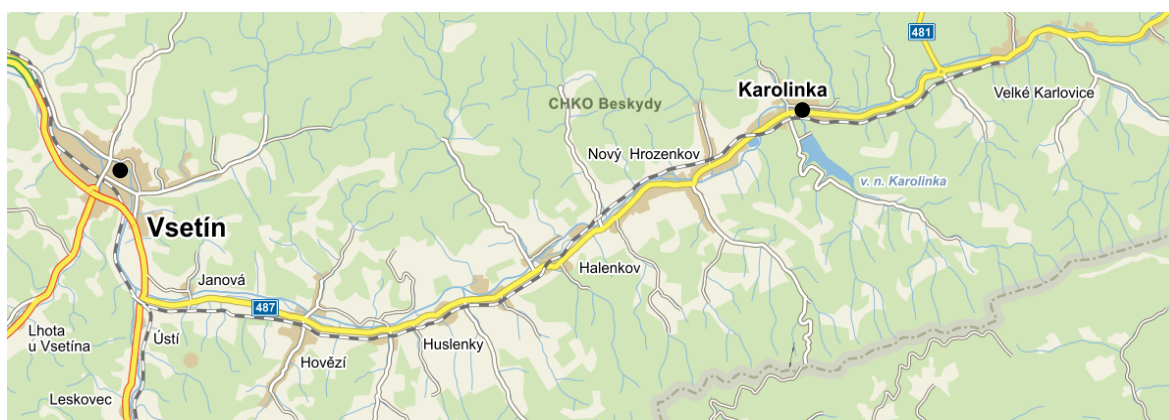 481
Karolinka
Velké Karlovice
CHKO Beskydy
Nový Hrozenkov
v. n. Karolinka
Vsetín
Halenkov
Janová
487
Lhota
u Vsetína
Ústí
Huslenky
Hovězí
Leskovec